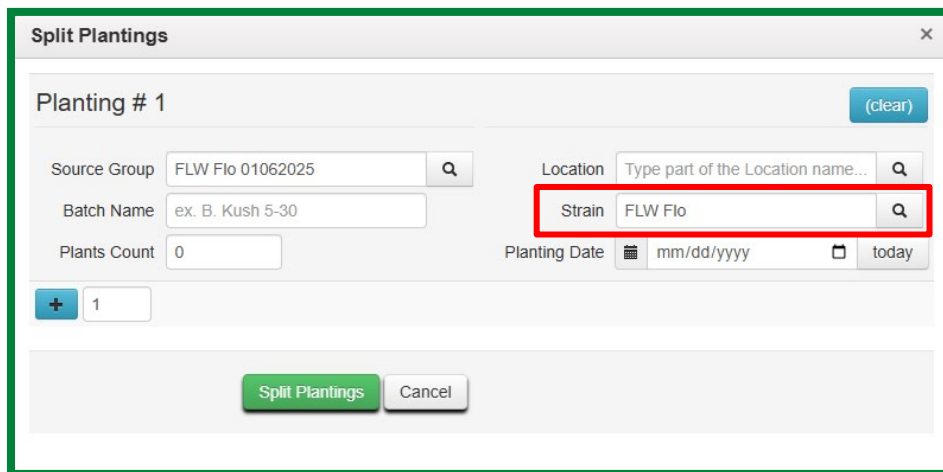 Split Plantings ×
Planting # 1 (clear)
Source Group FLW Flo 01062025 Location Type part of the Location name...
Batch Name ex. B. Kush 5-30 Strain FLW Flo
Plants Count 0 Planting Date mm/dd/yyyy today
+ 1
Split Plantings Cancel